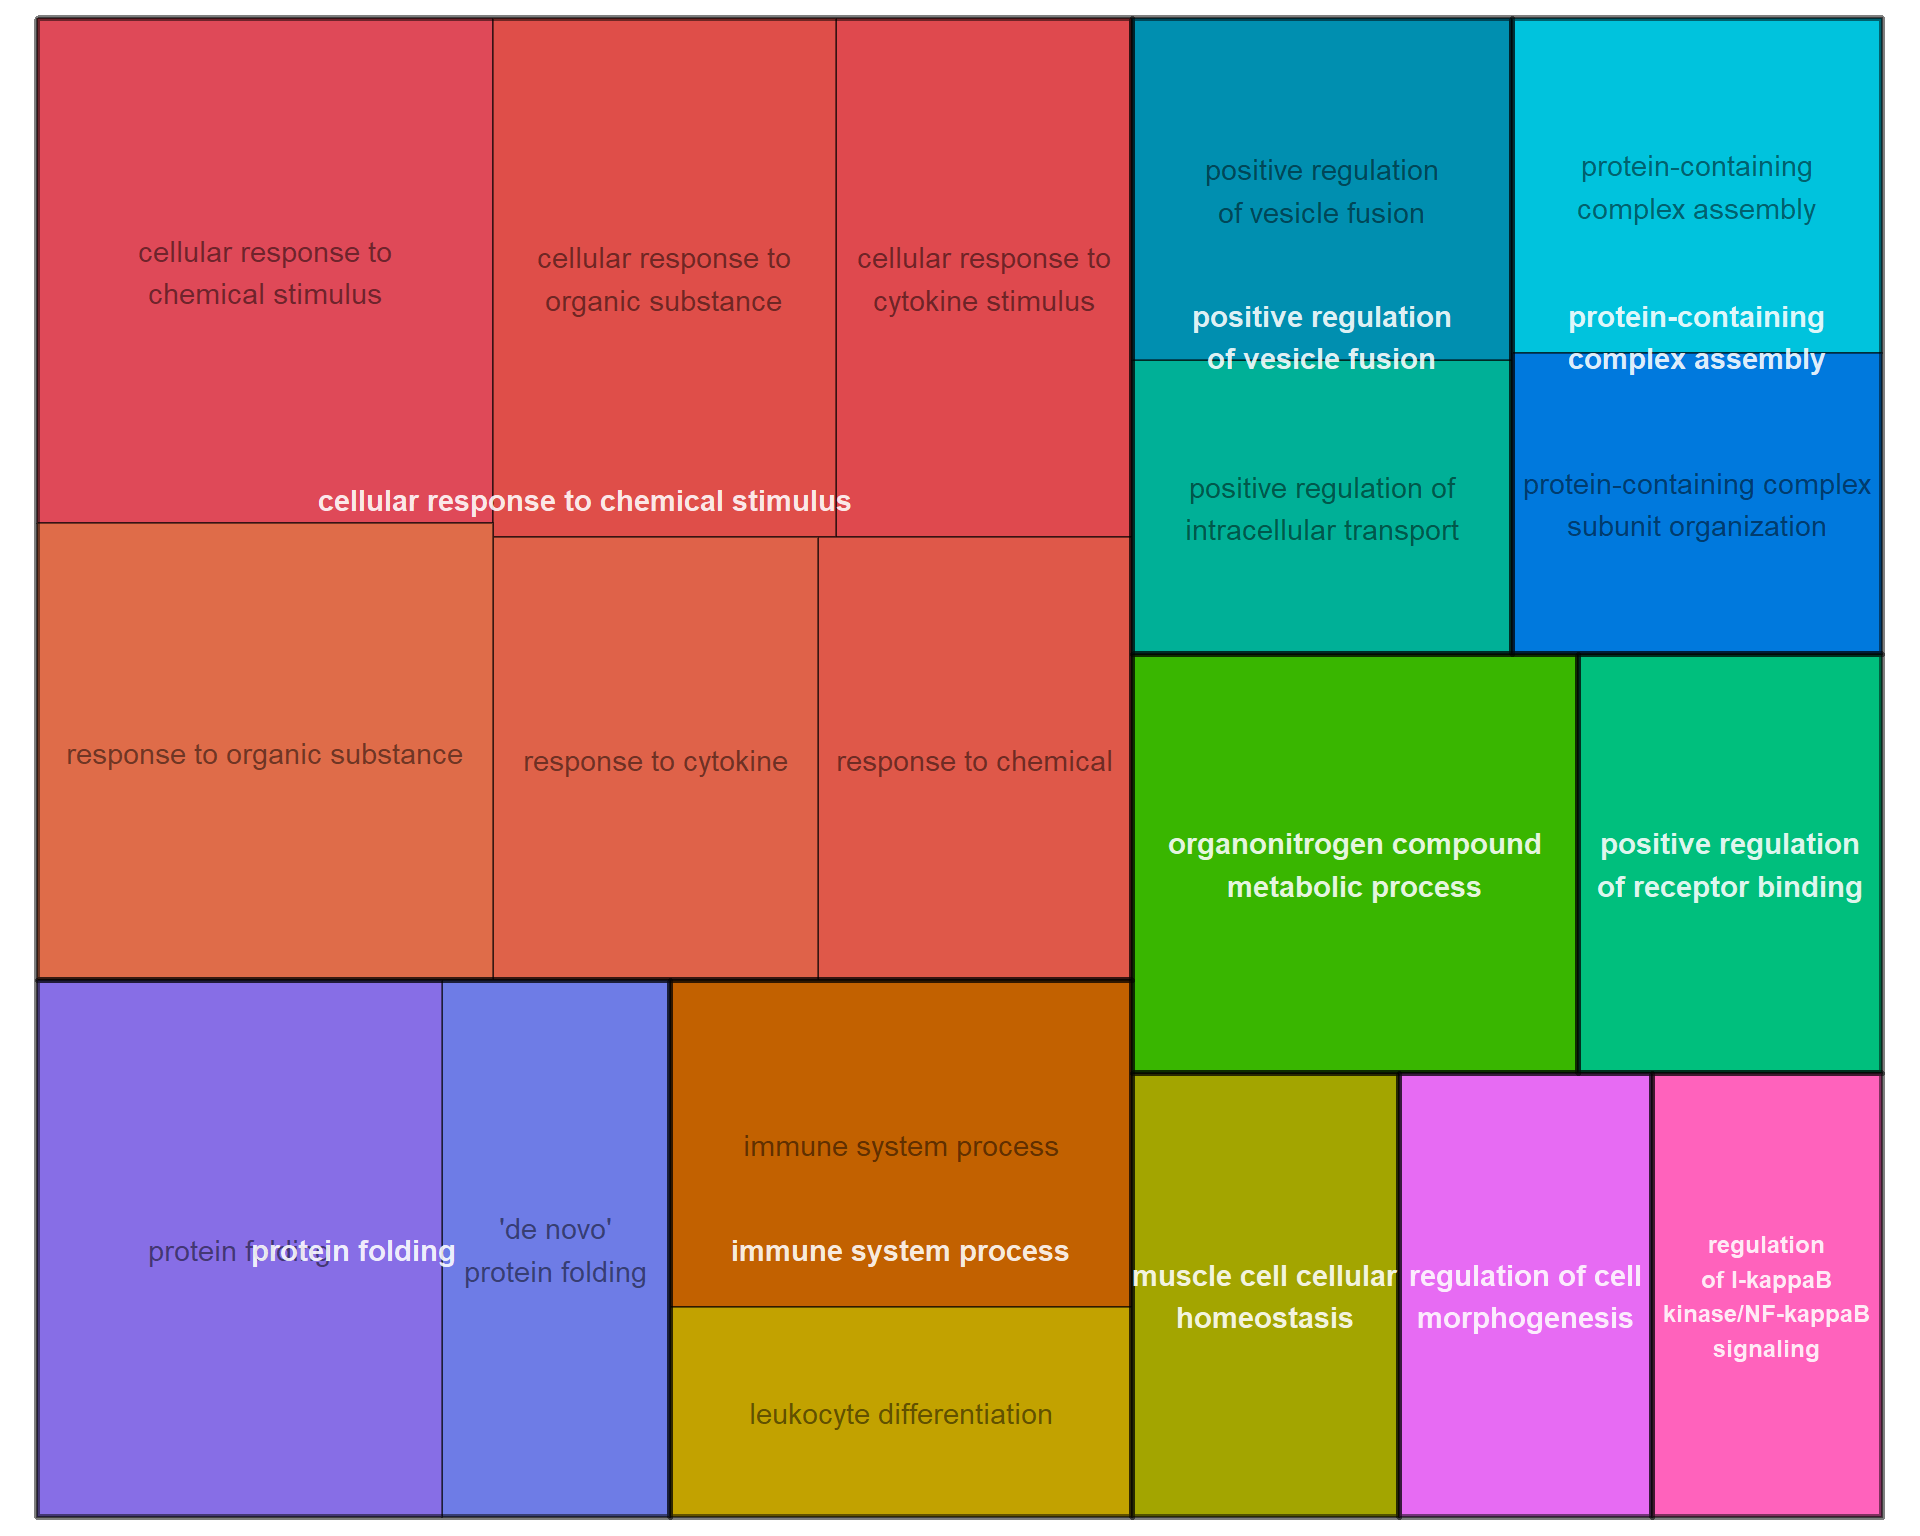 cellular response to
chemical stimulus
cellular response to
organic substance
cellular response to
cytokine stimulus
cellular response to chemical stimulus
response to organic substance
response to cytokine
response to chemical
positive regulation
of vesicle fusion
positive regulation
of vesicle fusion
positive regulation of
intracellular transport
protein-containing
complex assembly
protein-containing
complex assembly
protein-containing complex
subunit organization
organonitrogen compound
metabolic process
positive regulation
of receptor binding
protein folding
protein folding
'de novo'
protein folding
immune system process
immune system process
leukocyte differentiation
muscle cell cellular
homeostasis
regulation of cell
morphogenesis
regulation
of I-kappaB
kinase/NF-kappaB
signaling